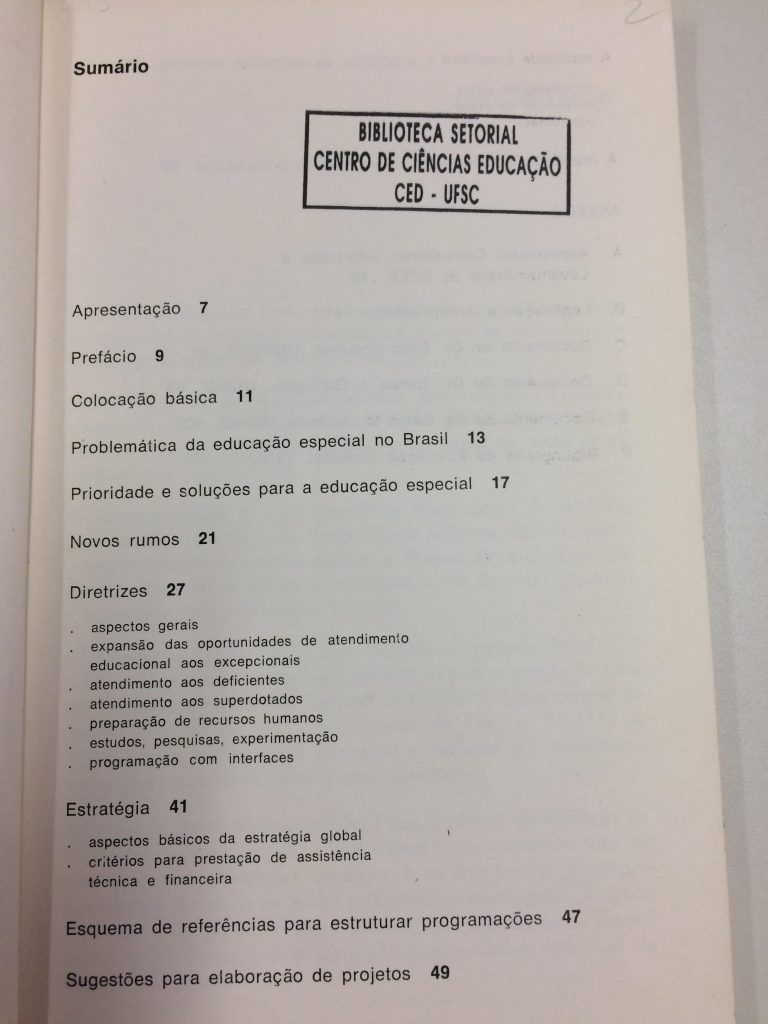 2
Sumário
BIBLIOTECA SETORIAL
CENTRO DE CIÊNCIAS EDUCAÇÃO
CED - UFSC
Apresentação 7
Prefácio 9
Colocação básica 11
Problemática da educação especial no Brasil 13
Prioridade e soluções para a educação especial 17
Novos rumos 21
Diretrizes 27
. aspectos gerais
. expansão das oportunidades de atendimento
educacional aos excepcionais
. atendimento aos deficientes
. atendimento aos superdotados
. preparação de recursos humanos
. estudos, pesquisas, experimentação
. programação com interfaces
Estratégia 41
. aspectos básicos da estratégia global
. critérios para prestação de assistência
técnica e financeira
Esquema de referências para estruturar programações 47
Sugestões para elaboração de projetos 49